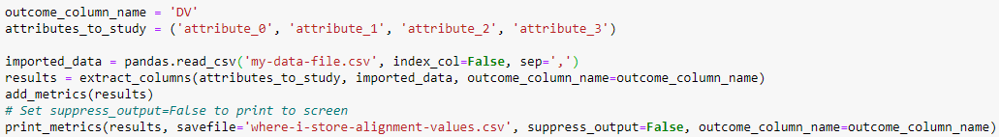 outcome_column_name = 'DV'
attributes_to_study = ('attribute_0', 'attribute_1', 'attribute_2', 'attribute_3')
imported_data = pandas.read_csv('my-data-file.csv', index_col=False, sep=',')
results = extract_columns(attributes_to_study, imported_data, outcome_column_name=outcome_column_name)
add_metrics(results)
# Set suppress_output=False to print to screen
print_metrics(results, savefile='where-i-store-alignment-values.csv', suppress_output=False, outcome_column_name=outcome_column_name)